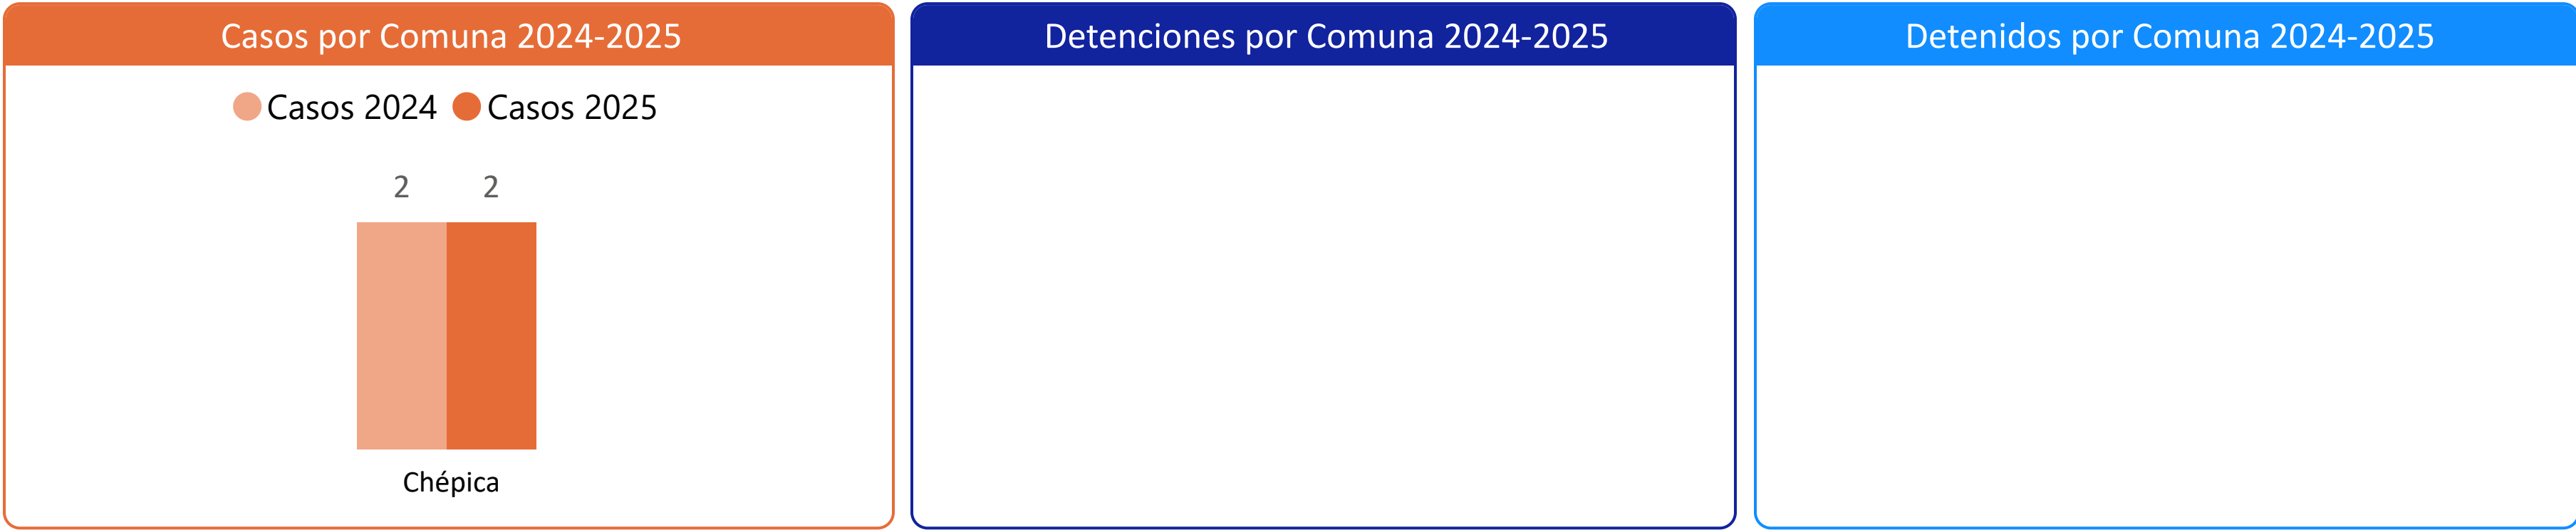 Casos por Comuna 2024-2025
Casos 2024 Casos 2025
2 2
Chépica
Detenciones por Comuna 2024-2025
Detenidos por Comuna 2024-2025